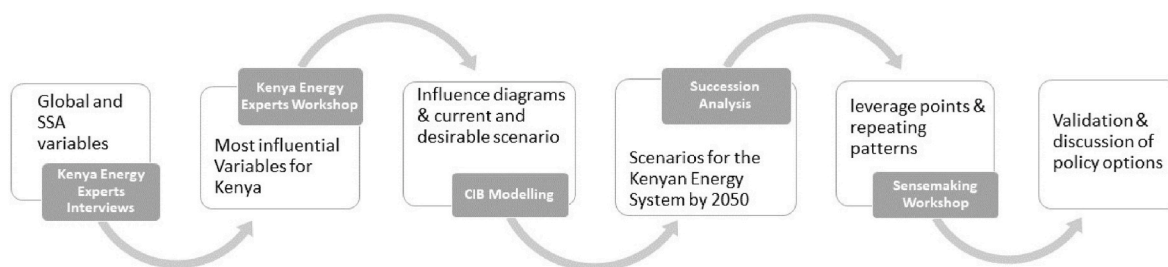 Global and
SSA
variables
Kenya Energy
Experts
Interviews
Kenya Energy
Experts Workshop
Most influential
Variables for
Kenya
Influence diagrams
& current and
desirable scenario
CIB Modelling
Succession
Analysis
Scenarios for the
Kenyan Energy
System by 2050
leverage points &
repeating
patterns
Sensemaking
Workshop
Validation &
discussion of
policy options